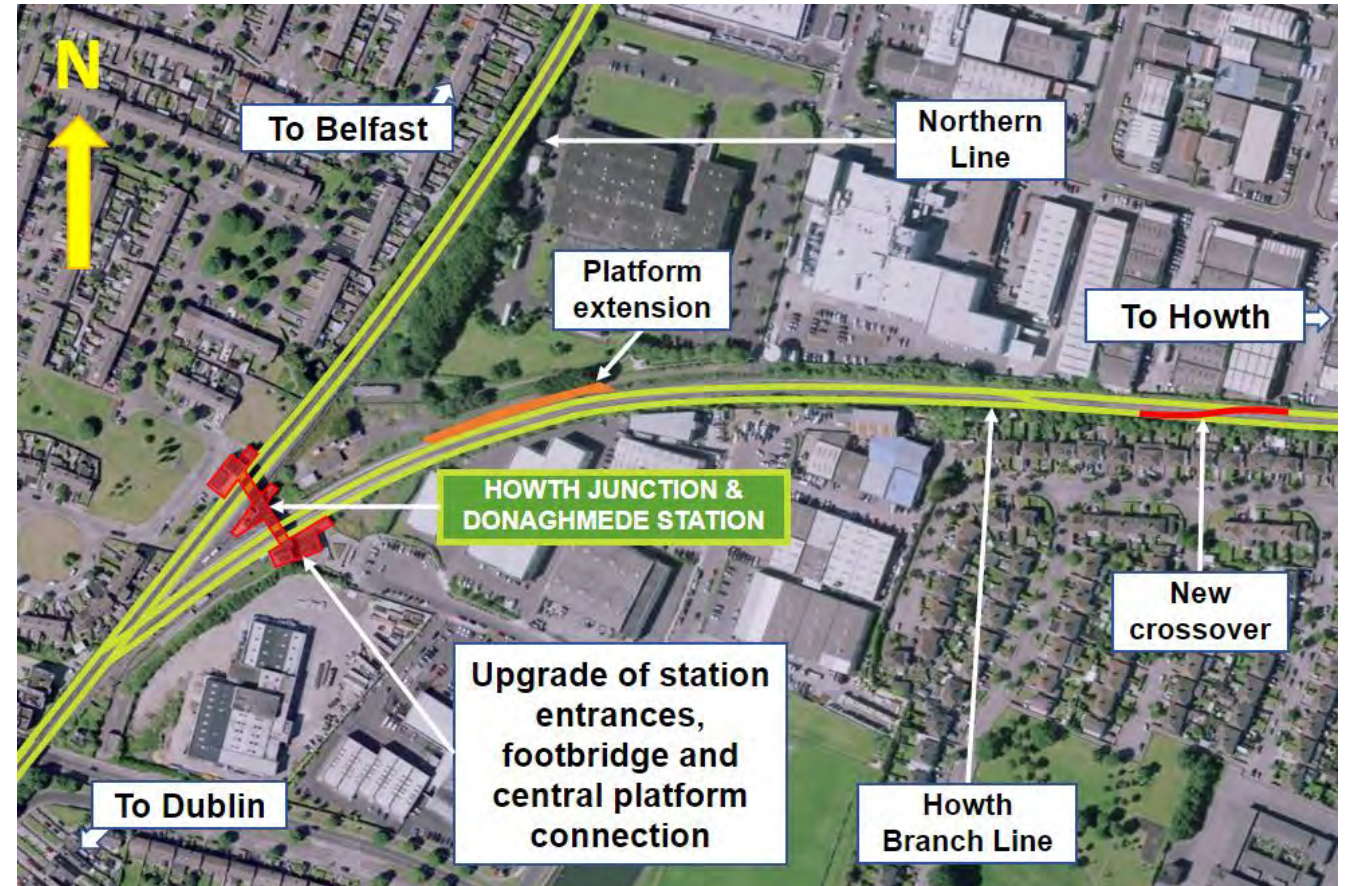 N
To Belfast
Northern
Line
Platform
extension
To Howth
HOWTH JUNCTION &
DONAGHMEDE STATION
New
crossover
Upgrade of station
entrances,
footbridge and
central platform
connection
To Dublin
Howth
Branch Line